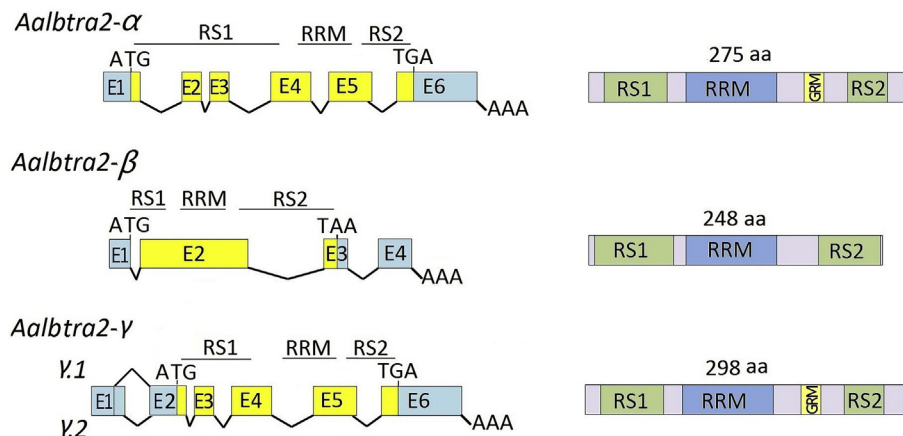 Aalbtra2-α
RS1 RRM RS2
ATG TGA
E1 E2 E3 E4 E5 E6
AAA
275 aa
RS1 RRM GRM RS2
Aalbtra2-β
RS1 RRM RS2
ATG TAA
E1 E2 E3 E4
AAA
248 aa
RS1 RRM RS2
Aalbtra2-γ
RS1 RRM RS2
γ.1 ATG TGA
E1 E2 E3 E4 E5 E6
γ.2 AAA
298 aa
RS1 RRM GRM RS2